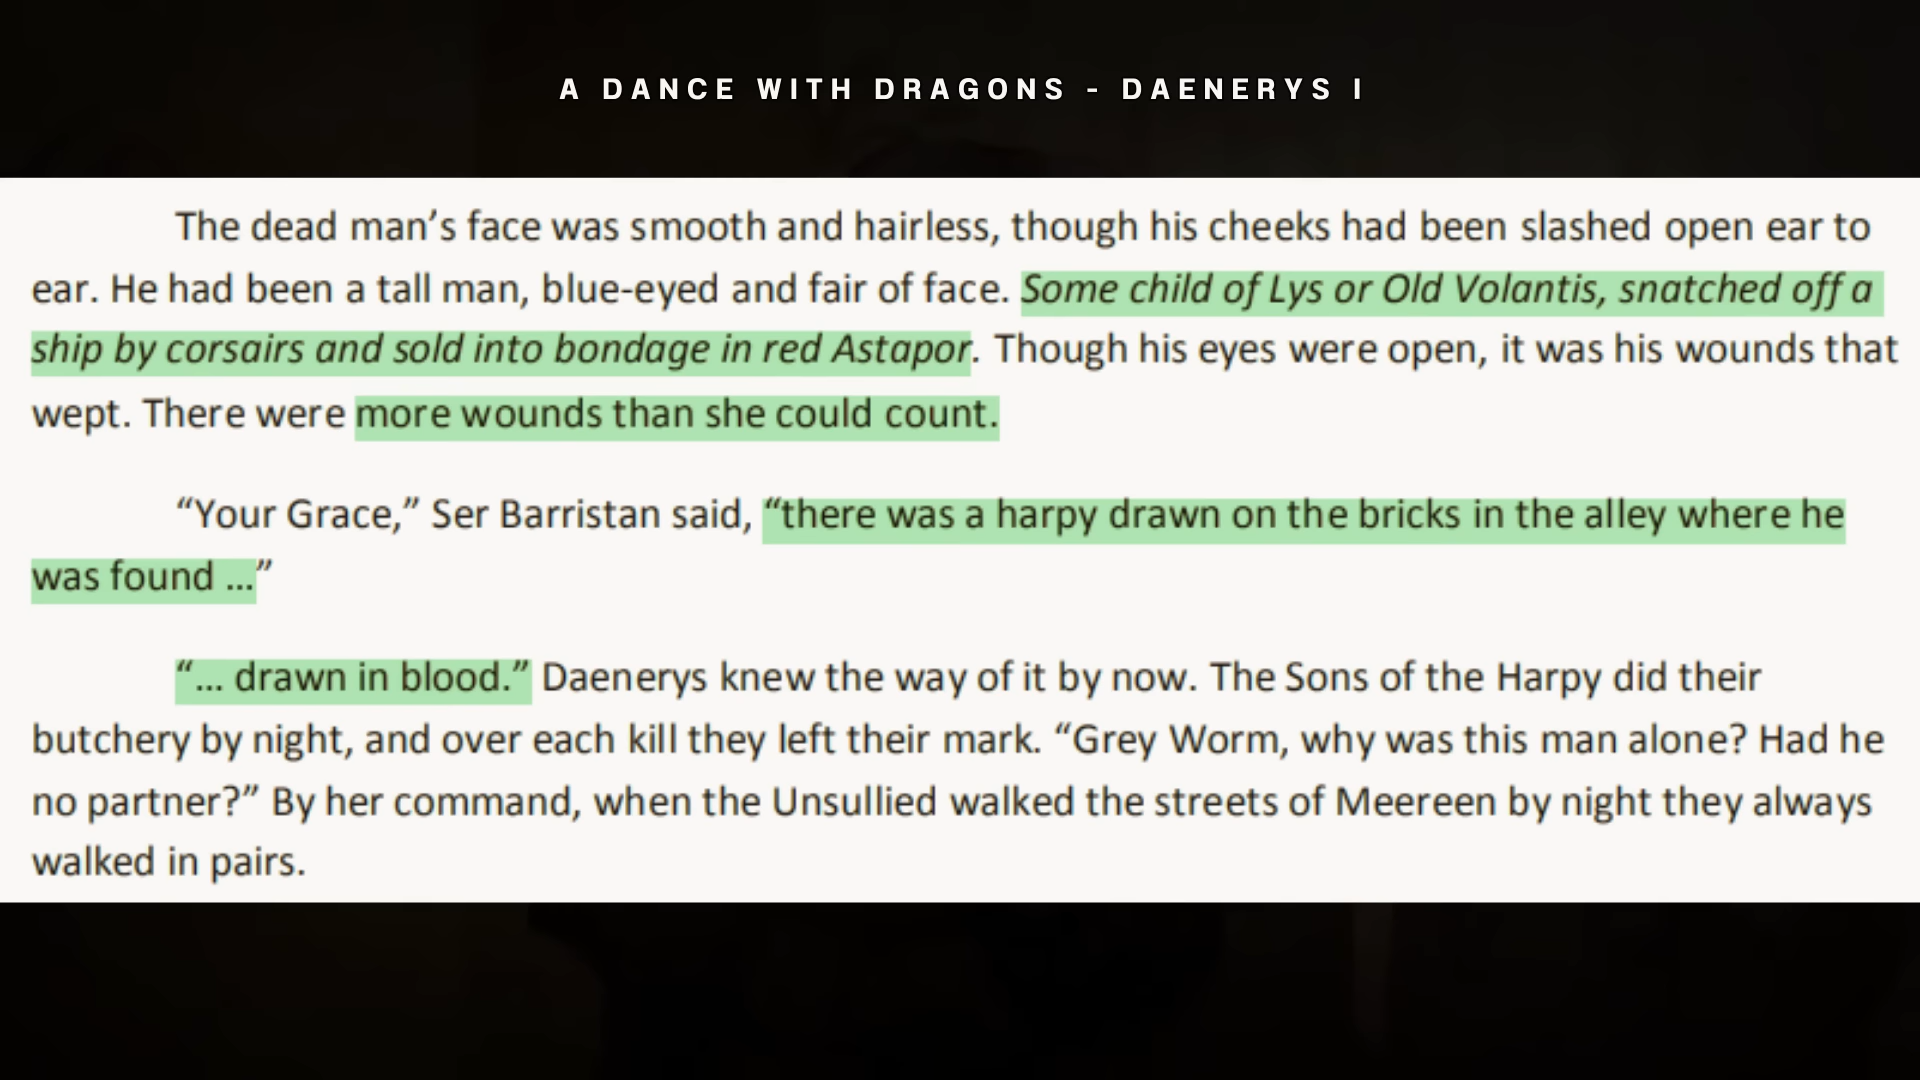 A DANCE WITH DRAGONS - DAENERYS I
The dead man’s face was smooth and hairless, though his cheeks had been slashed open ear to
ear. He had been a tall man, blue-eyed and fair of face. Some child of Lys or Old Volantis, snatched off a
ship by corsairs and sold into bondage in red Astapor. Though his eyes were open, it was his wounds that
wept. There were more wounds than she could count.
“Your Grace,” Ser Barristan said, “there was a harpy drawn on the bricks in the alley where he
was found ...”
“... drawn in blood.” Daenerys knew the way of it by now. The Sons of the Harpy did their
butchery by night, and over each kill they left their mark. “Grey Worm, why was this man alone? Had he
no partner?” By her command, when the Unsullied walked the streets of Meereen by night they always
walked in pairs.